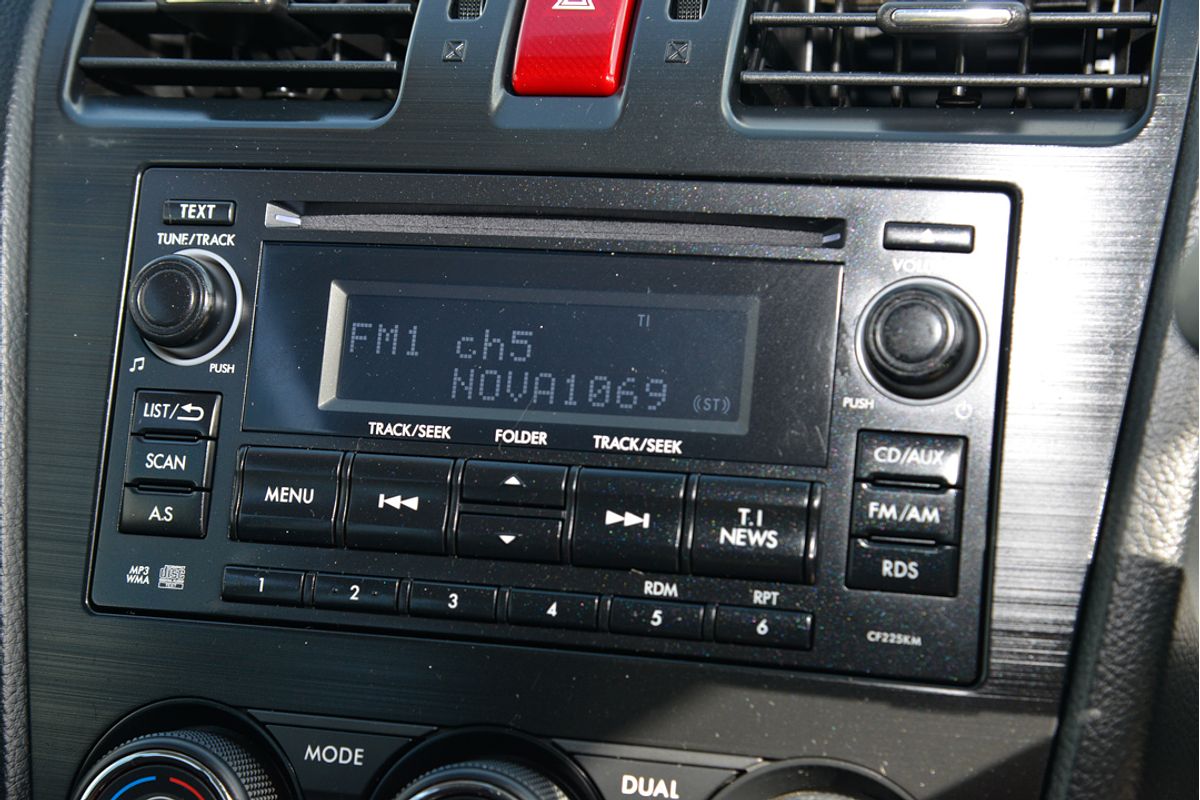 TEXT
TUNE/TRACK
VOL
TI
FM1 ch5
NOVA1069
(ST)
PUSH
PUSH
LIST/
SCAN
A.S
TRACK/SEEK
FOLDER
TRACK/SEEK
MENU
T.I
NEWS
CD/AUX
FM/AM
RDS
MP3
WMA
RDM
RPT
1
2
3
4
5
6
CF225KM
MODE
DUAL